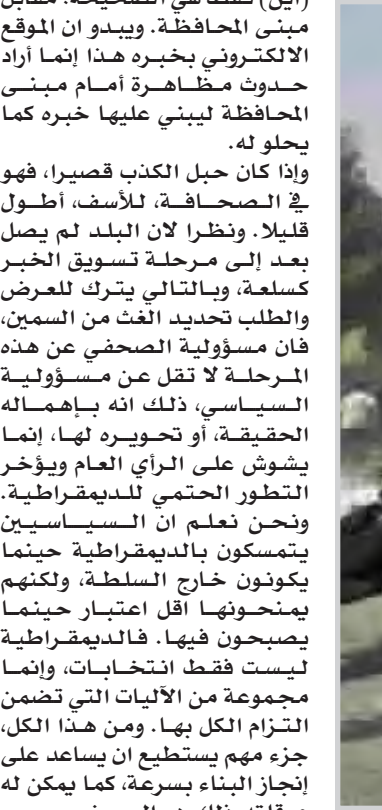 مبنى المحافظة. ويبدو ان الموقع
الالكتروني بخبره هذا إنما أراد
حدوث مظاهرة أمام مبنى
المحافظة ليبني عليها خبره كما
يحلو له.
وإذا كان حبل الكذب قصيرا، فهو
في الصحافة، للأسف، أطول
قليلا. ونظرا لان البلد لم يصل
بعد إلى مرحلة تسويق الخبر
كسلعة، وبالتالي يترك للعرض
والطلب تحديد الغث من السمين،
فان مسؤولية الصحفي عن هذه
المرحلة لا تقل عن مسؤولية
السياسي، ذلك انه بإهماله
الحقيقة، أو تحويره لها، إنما
يشوش على الرأي العام ويؤخر
التطور الحتمي للديمقراطية.
ونحن نعلم ان السياسيين
يتمسكون بالديمقراطية حينما
يكونون خارج السلطة، ولكنهم
يمنحونها اقل اعتبار حينما
يصبحون فيها. فالديمقراطية
ليست فقط انتخابات، وإنما
مجموعة من الآليات التي تضمن
التزام الكل بها. ومن هذا الكل،
جزء مهم يستطيع ان يساعد على
إنجاز البناء بسرعة، كما يمكن له